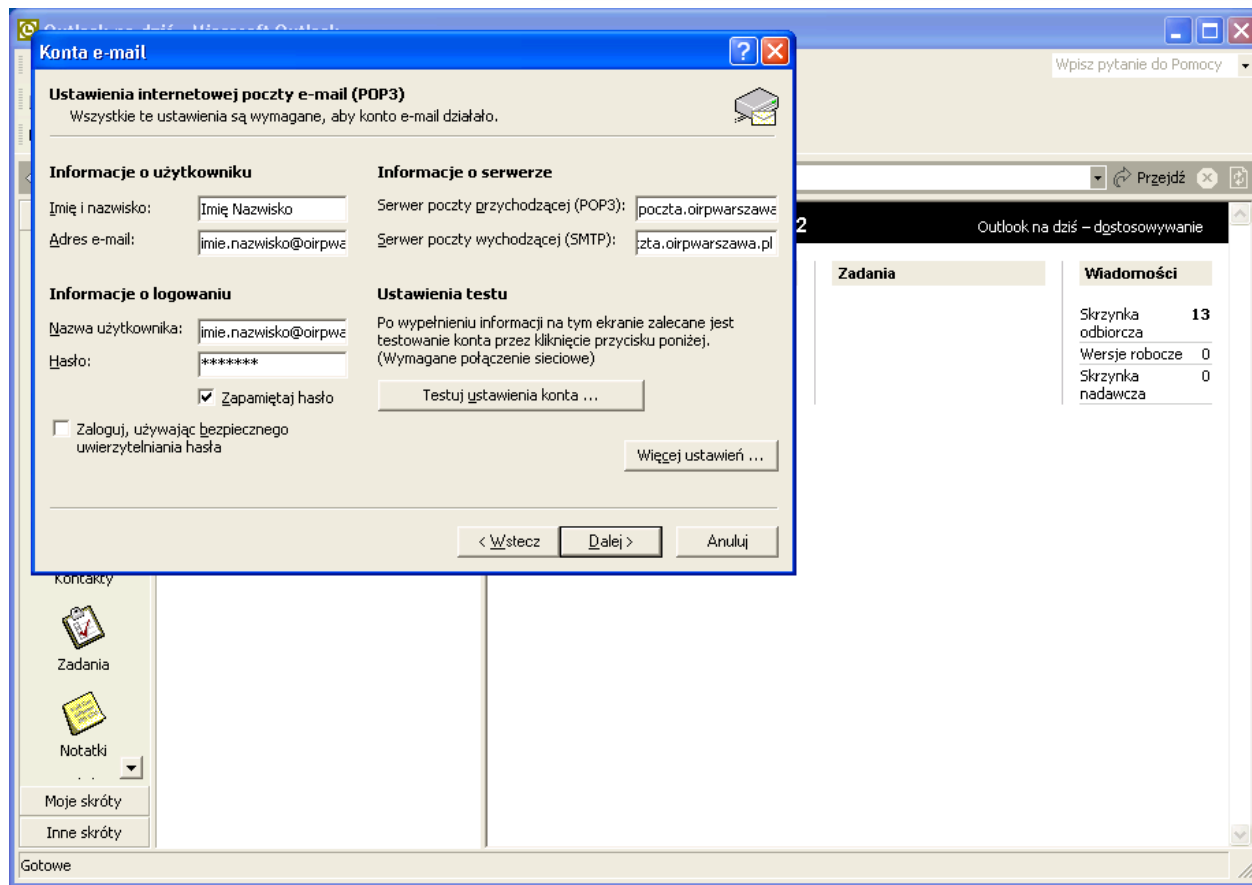 Konta e-mail
Wpisz pytanie do Pomocy
Ustawienia internetowej poczty e-mail (POP3)
Wszystkie te ustawienia są wymagane, aby konto e-mail działało.
Informacje o użytkowniku
Imię i nazwisko: Imię Nazwisko
Adres e-mail: imie.nazwisko@oirpwa
Informacje o serwerze
Serwer poczty przychodzącej (POP3): poczta.oirpwarszawa
Serwer poczty wychodzącej (SMTP): zta.oirpwarszawa.pl
Informacje o logowaniu
Nazwa użytkownika: imie.nazwisko@oirpwa
Hasło: *******
Zapamiętaj hasło
Zaloguj, używając bezpiecznego
uwierzytelniania hasła
Ustawienia testu
Po wypełnieniu informacji na tym ekranie zalecane jest
testowanie konta przez kliknięcie przycisku poniżej.
(Wymagane połączenie sieciowe)
Testuj ustawienia konta ...
Więcej ustawień ...
< Wstecz Dalej > Anuluj
Przejdź
2 Outlook na dziś – dostosowywanie
Zadania
Wiadomości
Skrzynka 13
odbiorcza
Wersje robocze 0
Skrzynka 0
nadawcza
Kontakty
Zadania
Notatki
Moje skróty
Inne skróty
Gotowe